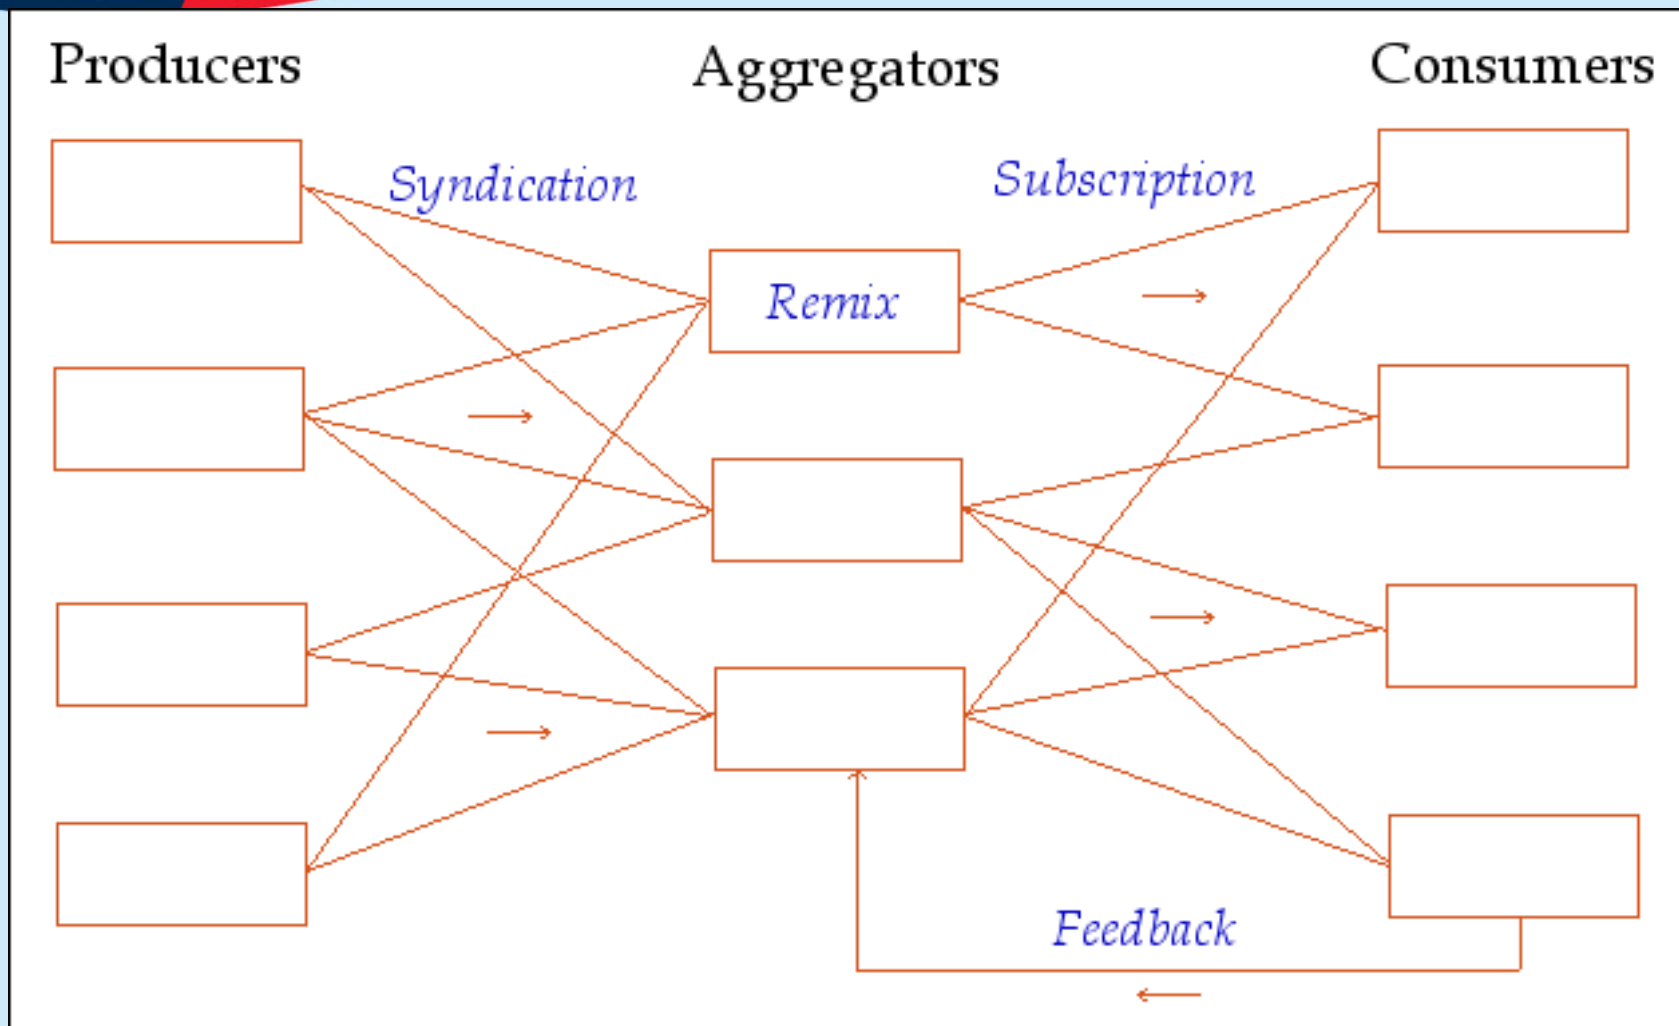 Producers
Aggregators
Consumers
Syndication
Subscription
Remix
Feedback